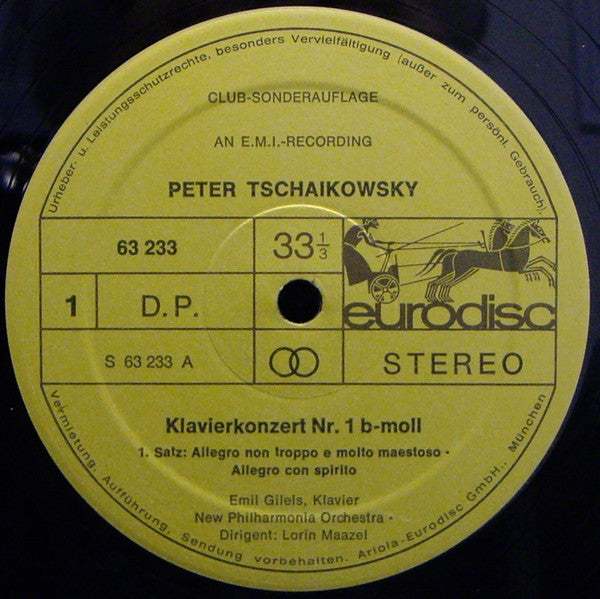 Urheber- u. Leistungsschutzrechte, besonders Vervielfältigung (außer zum persönl. Gebrauch),
CLUB-SONDERAUFLAGE
AN E.M.I.-RECORDING
PETER TSCHAIKOWSKY
63 233
33 1/3
1
D.P.
eurodisc
S 63 233 A
STEREO
Klavierkonzert Nr. 1 b-moll
1. Satz: Allegro non troppo e molto maestoso -
Allegro con spirito
Emil Gilels, Klavier
New Philharmonia Orchestra -
Dirigent: Lorin Maazel
Vermietung, Aufführung, Sendung vorbehalten. Ariola-Eurodisc GmbH., München